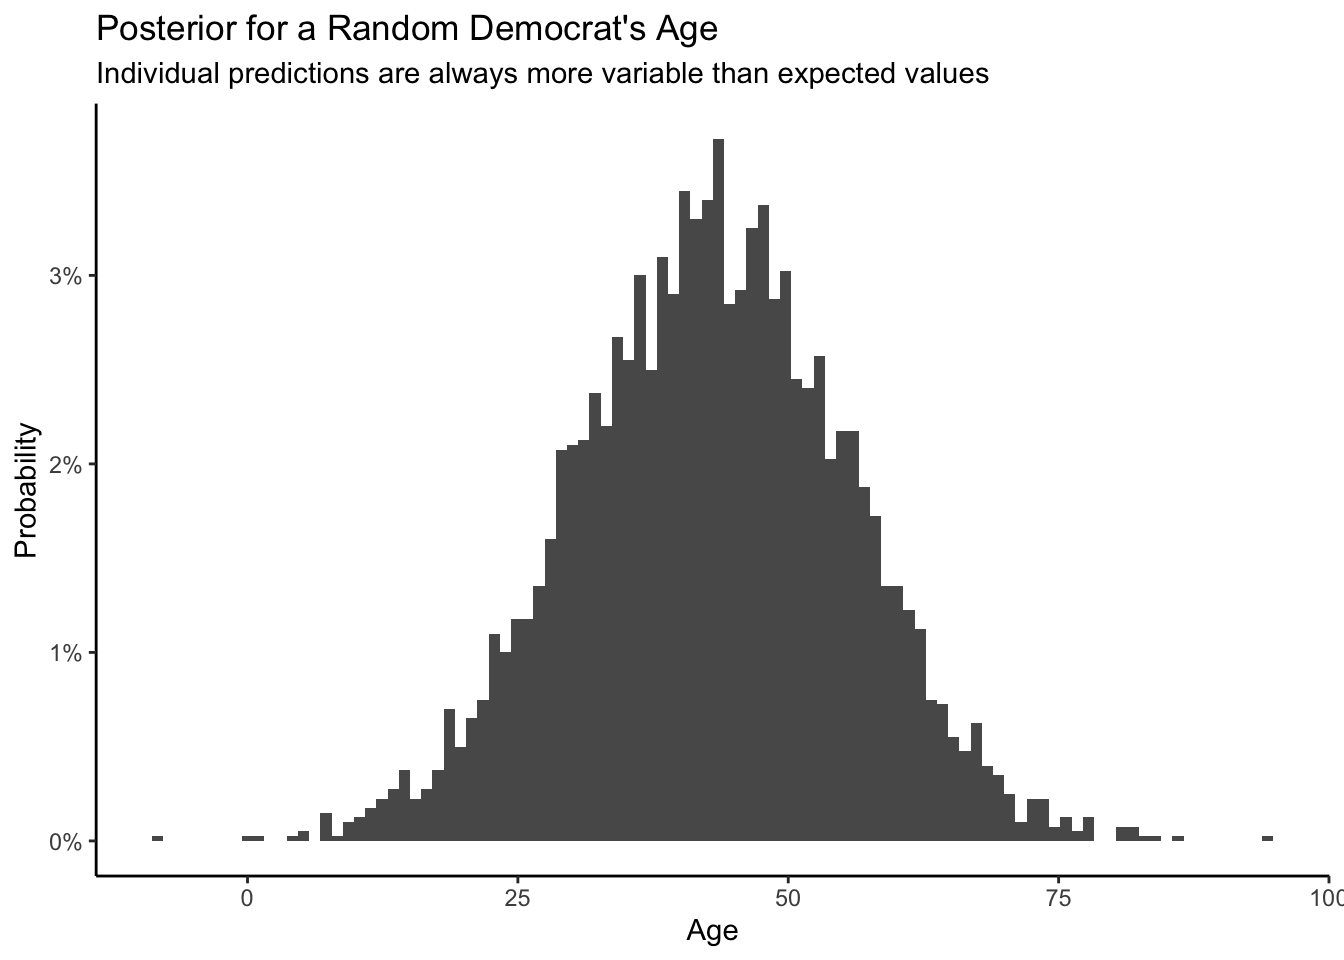 Posterior for a Random Democrat's Age
Individual predictions are always more variable than expected values
3%
2%
1%
0%
Probability
0 25 50 75 100
Age